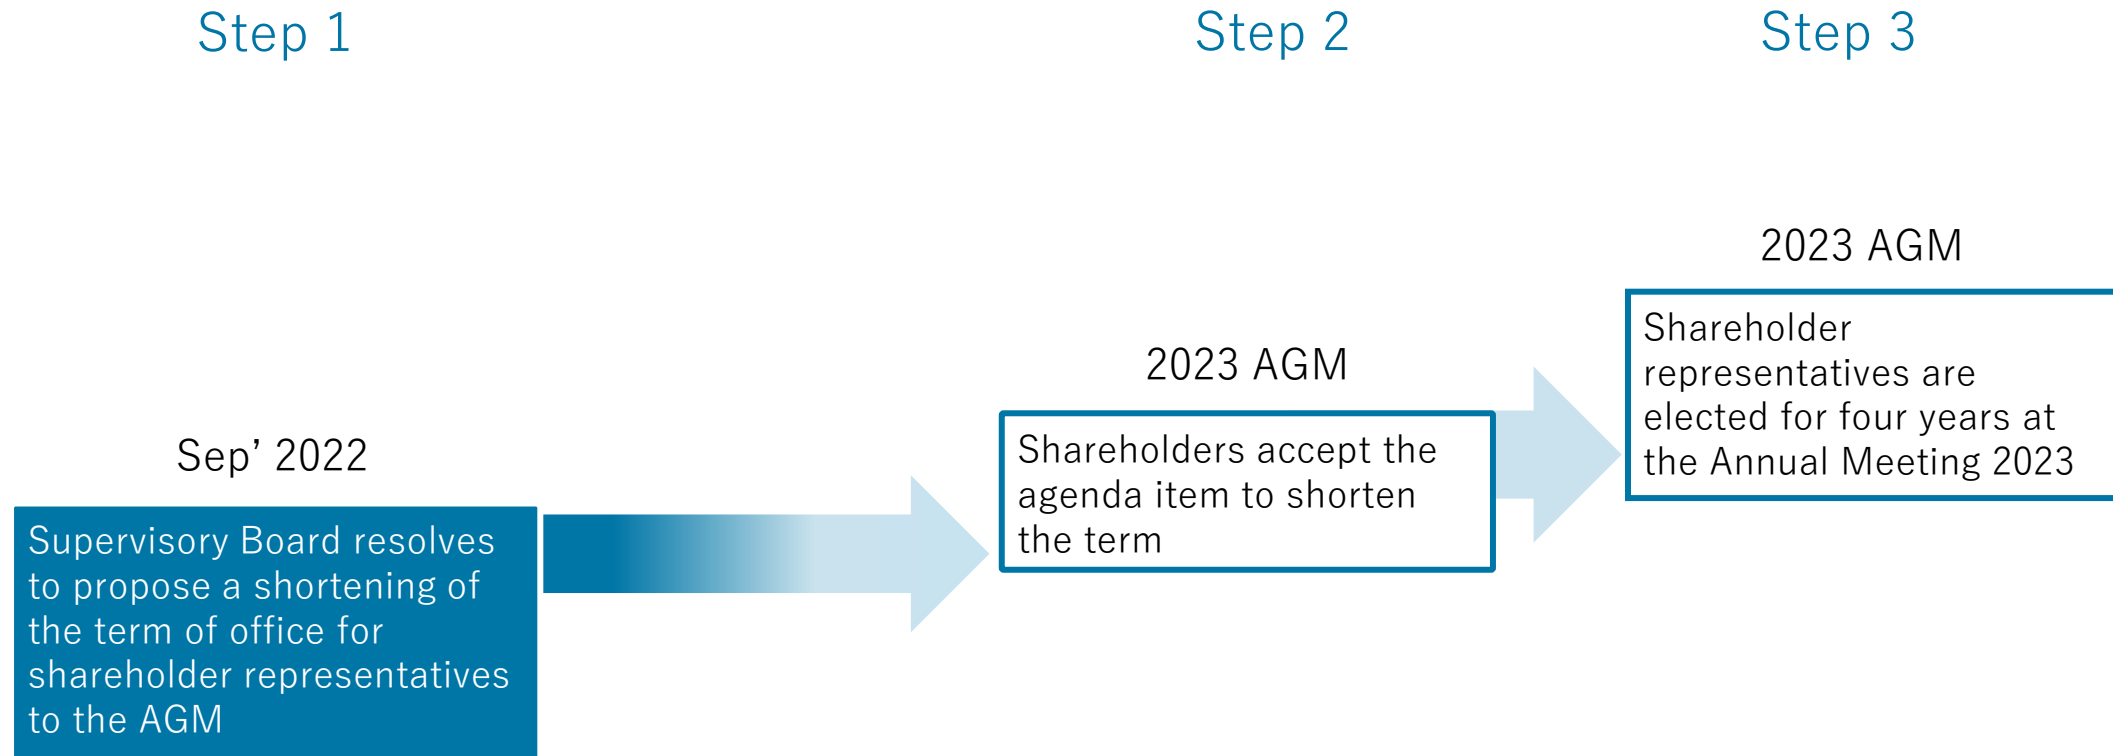 Step 1
Step 2
Step 3
Sep’ 2022
Supervisory Board resolves
to propose a shortening of
the term of office for
shareholder representatives
to the AGM
2023 AGM
Shareholders accept the
agenda item to shorten
the term
2023 AGM
Shareholder
representatives are
elected for four years at
the Annual Meeting 2023